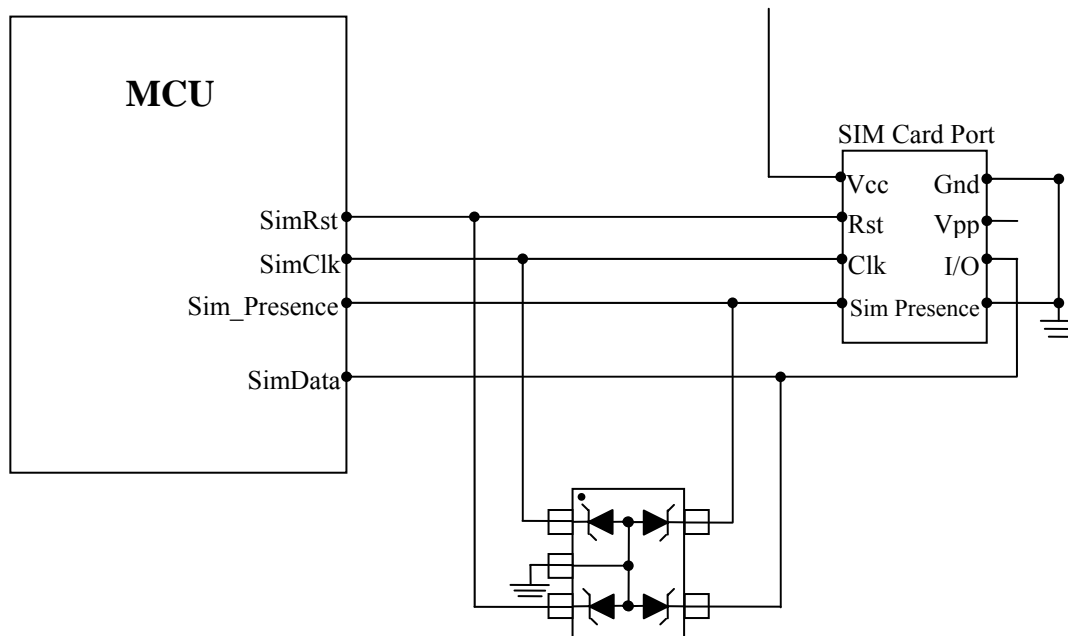 MCU
SIM Card Port
Vcc Gnd
SimRst Rst Vpp
SimClk Clk I/O
Sim_Presence Sim Presence
SimData